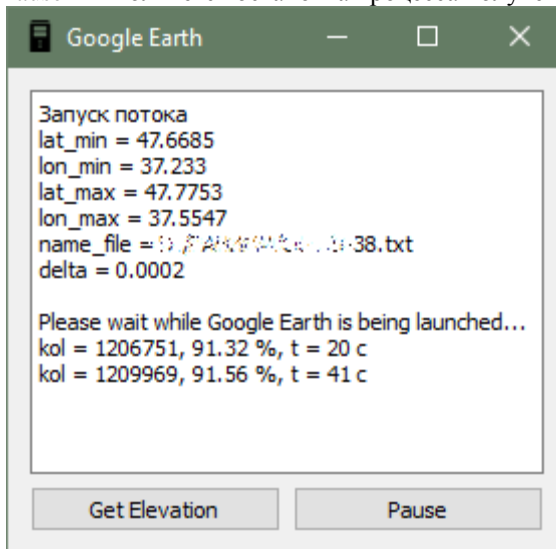 Google Earth
Запуск потока
lat_min = 47.6685
lon_min = 37.233
lat_max = 47.7753
lon_max = 37.5547
name_file = 38.txt
delta = 0.0002
Please wait while Google Earth is being launched...
kol = 1206751, 91.32 %, t = 20 c
kol = 1209969, 91.56 %, t = 41 c
Get Elevation
Pause